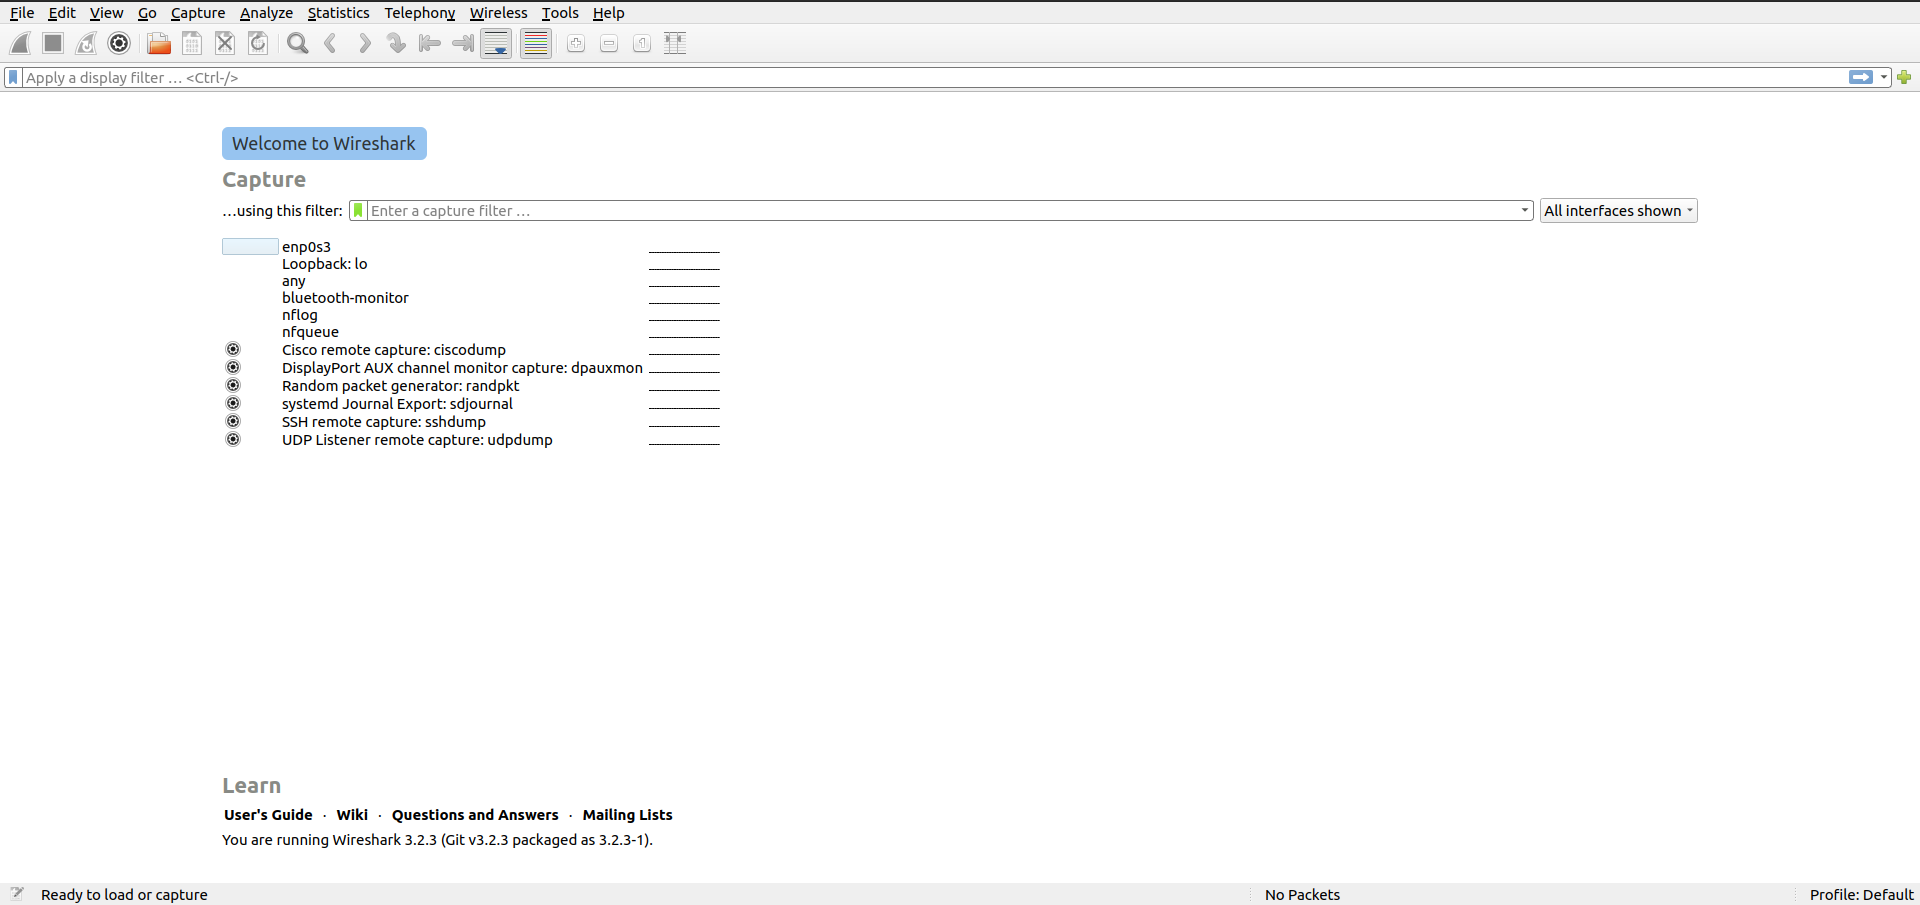 File Edit View Go Capture Analyze Statistics Telephony Wireless Tools Help
Apply a display filter … <Ctrl-/>
Welcome to Wireshark
Capture
…using this filter: Enter a capture filter … All interfaces shown
enp0s3
Loopback: lo
any
bluetooth-monitor
nflog
nfqueue
Cisco remote capture: ciscodump
DisplayPort AUX channel monitor capture: dpauxmon
Random packet generator: randpkt
systemd Journal Export: sdjournal
SSH remote capture: sshdump
UDP Listener remote capture: udpdump
Learn
User's Guide · Wiki · Questions and Answers · Mailing Lists
You are running Wireshark 3.2.3 (Git v3.2.3 packaged as 3.2.3-1).
Ready to load or capture No Packets Profile: Default